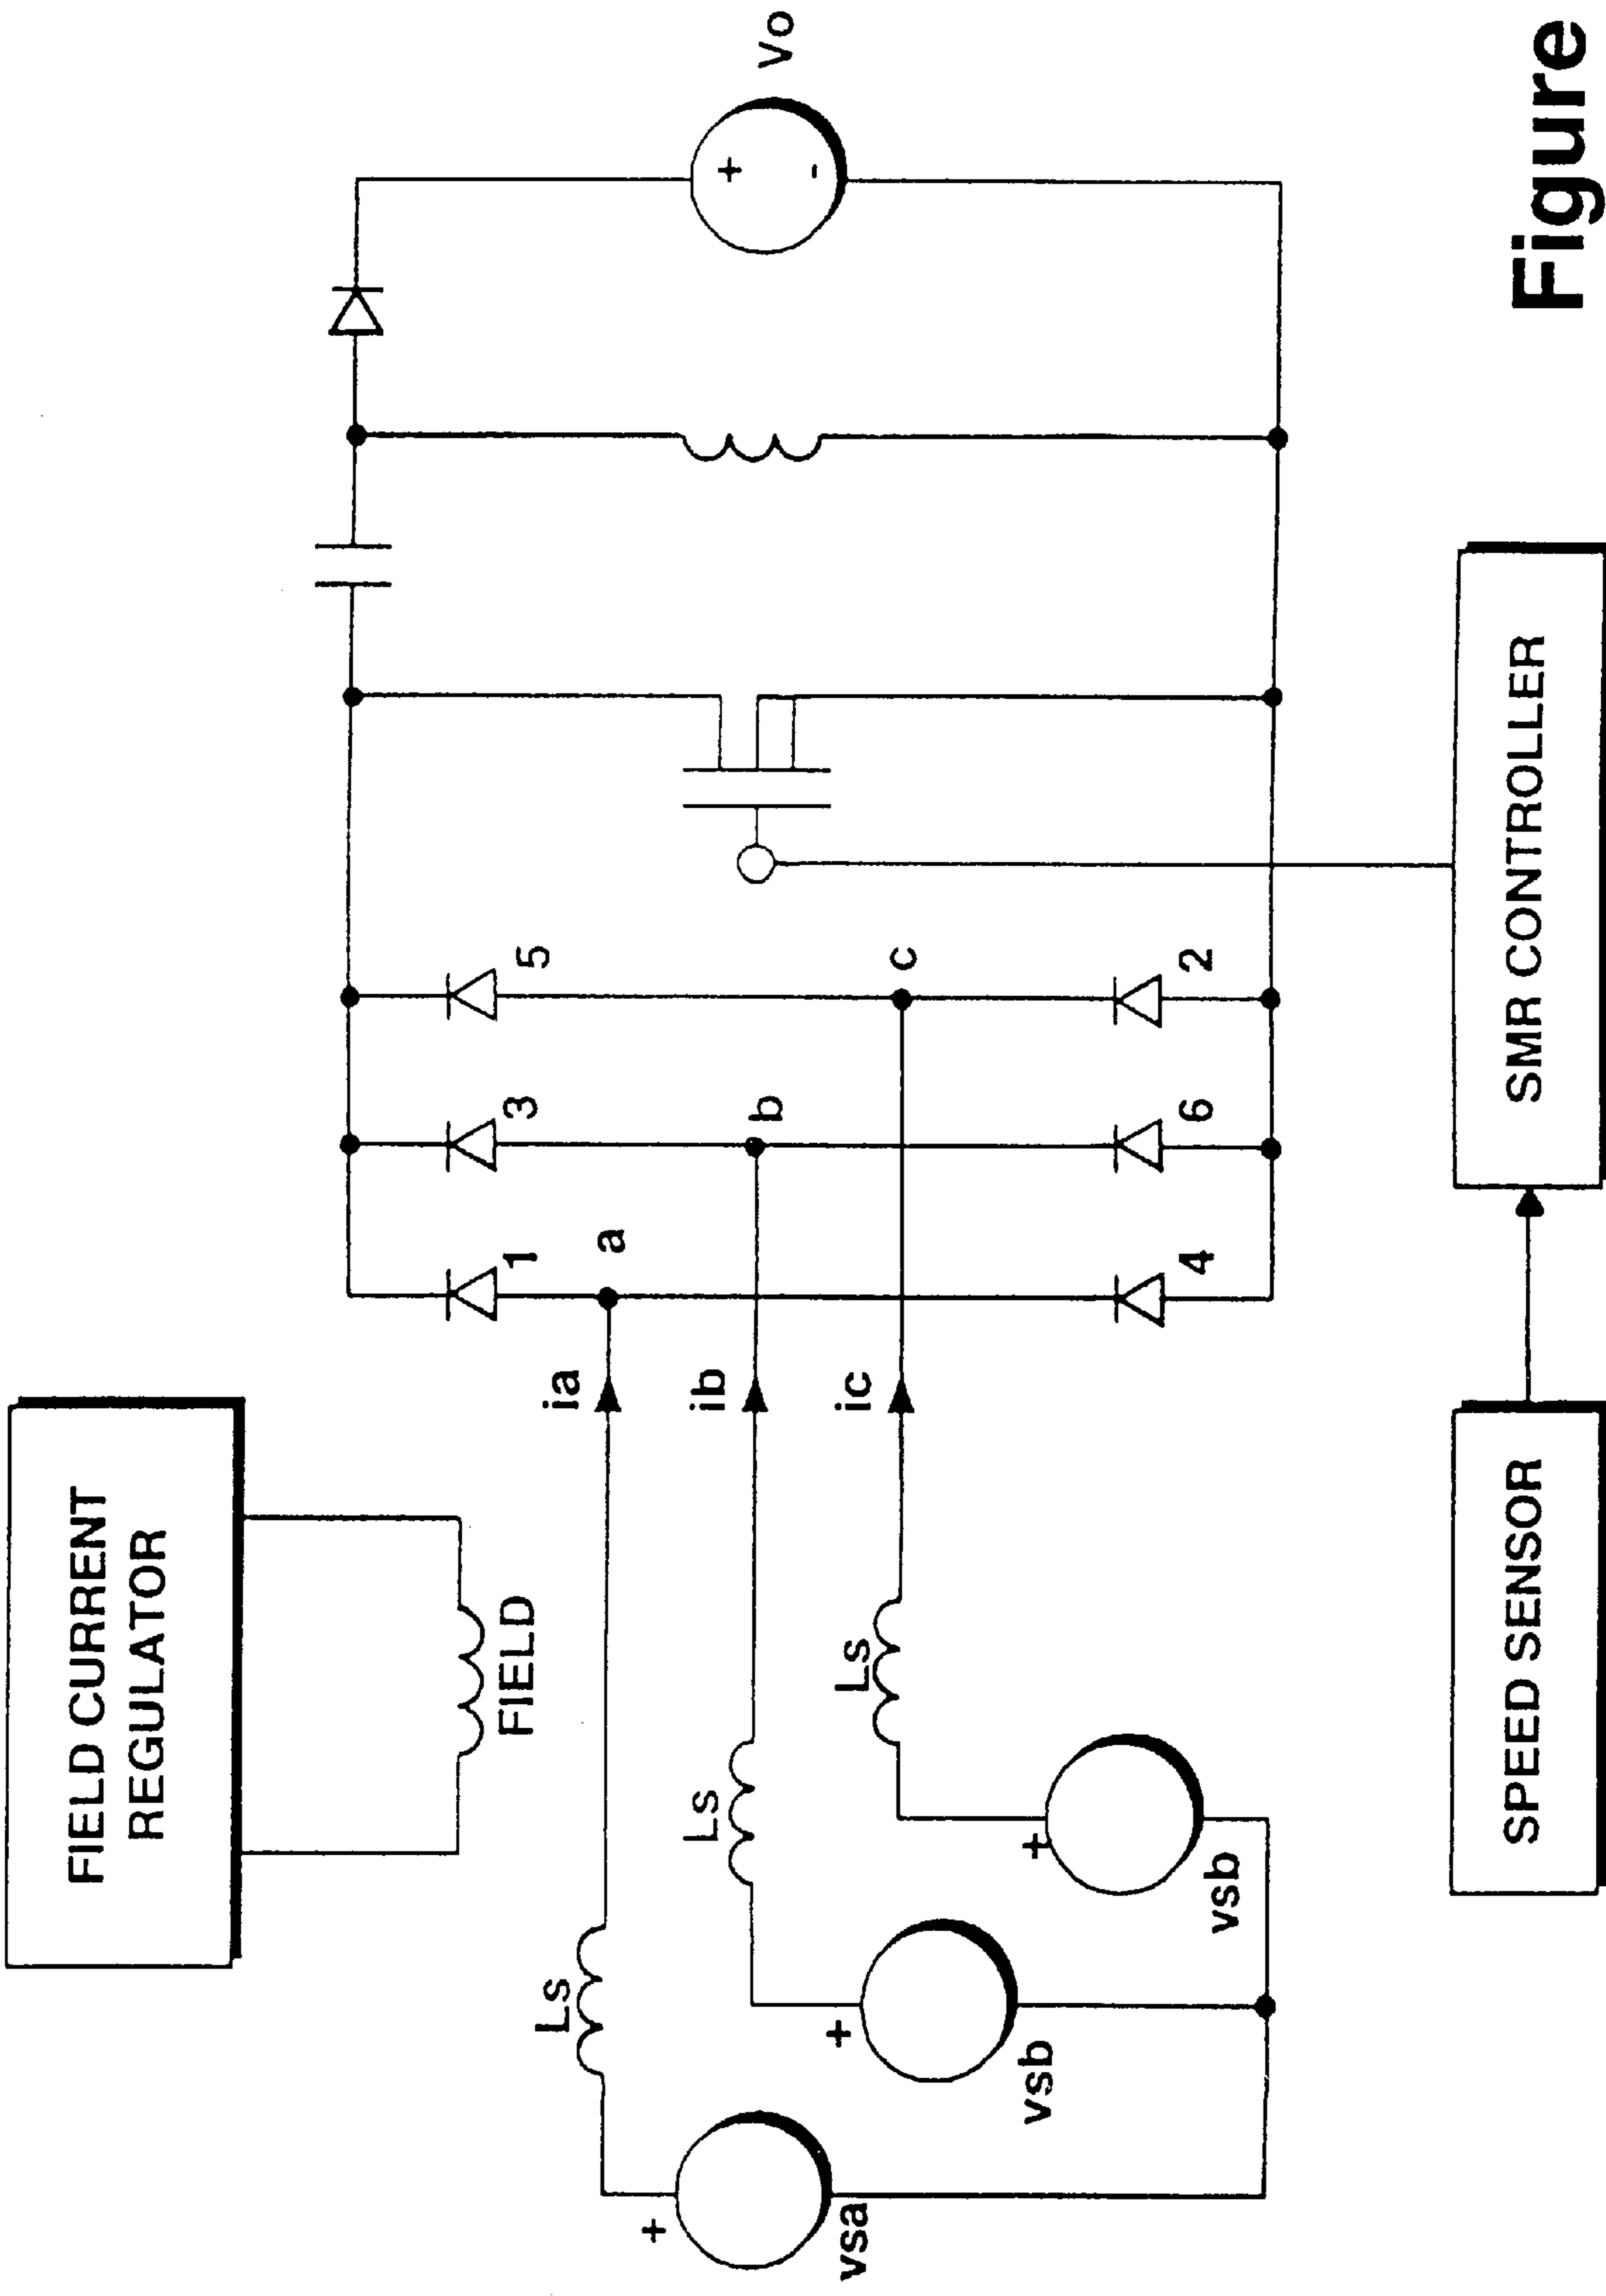 FIELD CURRENT
REGULATOR
FIELD
Ls
Ls
Ls
ia
ib
ic
a
b
c
1
3
5
4
6
2
+
vsa
+
vsb
+
vsb
+
-
Vo
SPEED SENSOR
SMR CONTROLLER
Figure